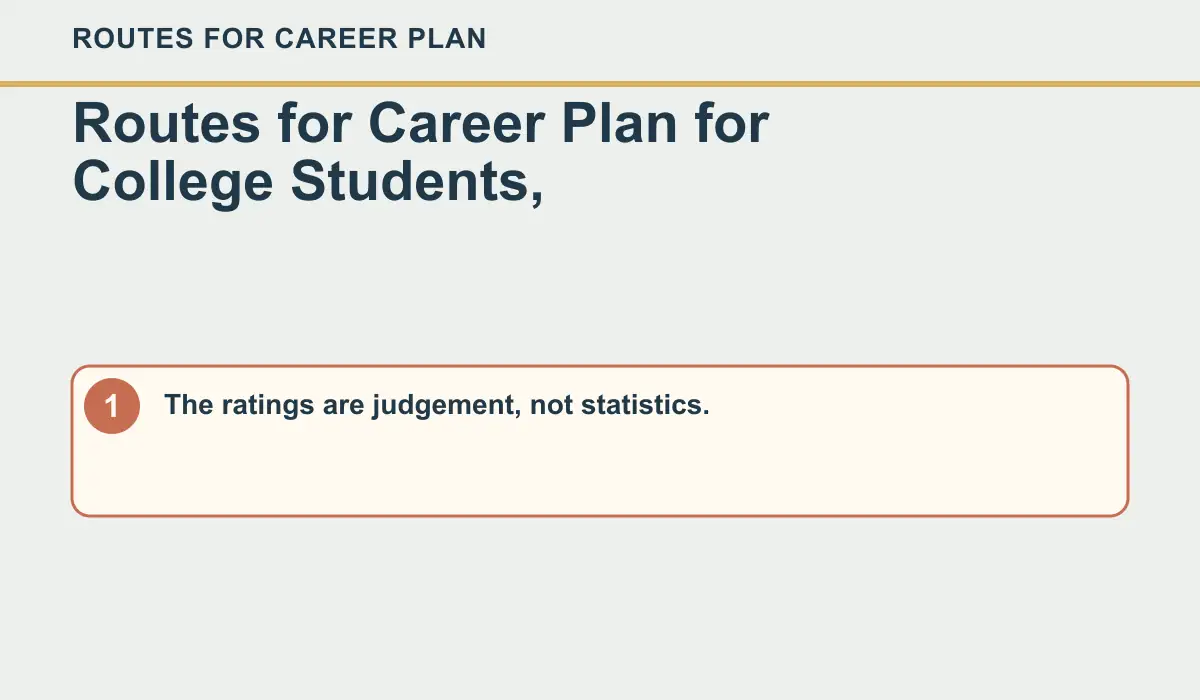 ROUTES FOR CAREER PLAN
Routes for Career Plan for
College Students,
1 The ratings are judgement, not statistics.